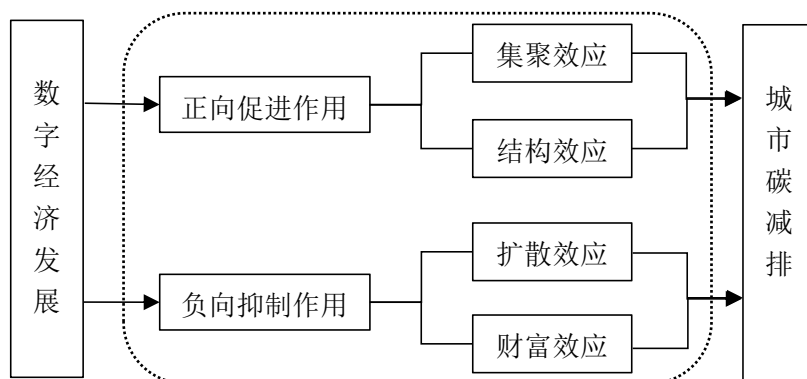 数字经济发展
正向促进作用
集聚效应
结构效应
负向抑制作用
扩散效应
财富效应
城市碳减排